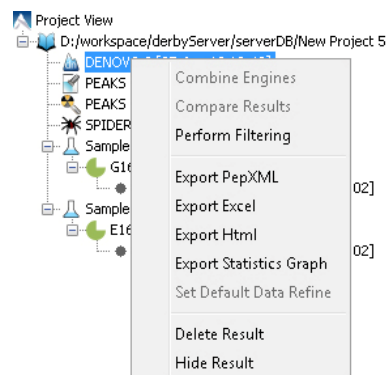 Project View
D:/workspace/derbyServer/serverDB/New Project 5
PEAKS
Combine Engines
PEAKS
Compare Results
SPIDER
Perform Filtering
Sample
G16
Export PepXML
02]
Sample
Export Excel
E16
Export Html
02]
Export Statistics Graph
Set Default Data Refine
Delete Result
Hide Result